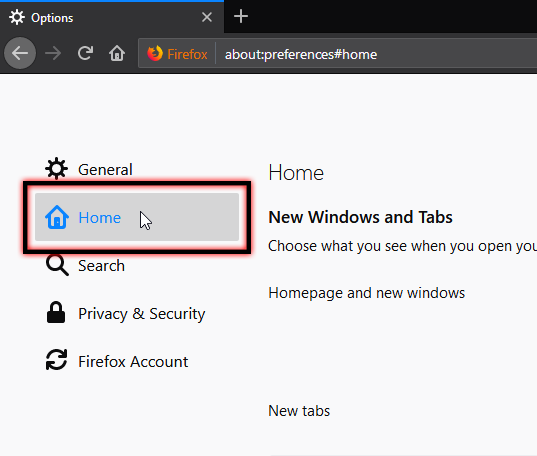 Options
Firefox about:preferences#home
General
Home
Search
Privacy & Security
Firefox Account
Home
New Windows and Tabs
Choose what you see when you open you
Homepage and new windows
New tabs